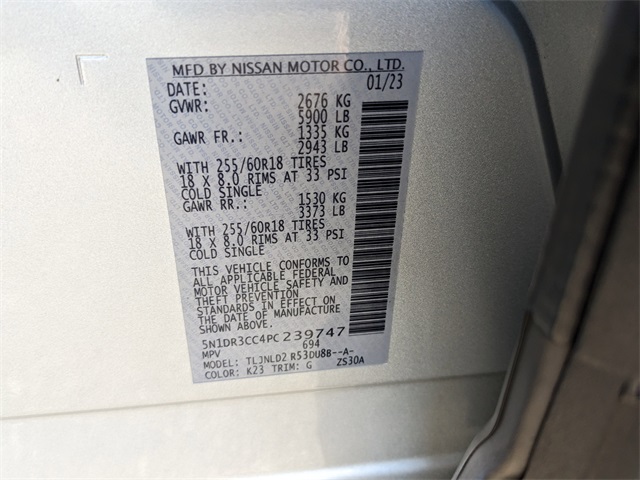 MFD BY NISSAN MOTOR CO., LTD.
DATE: 01/23
GVWR: 2676 KG
5900 LB
GAWR FR.: 1335 KG
2943 LB
WITH 255/60R18 TIRES
18 X 8.0 RIMS AT 33 PSI
COLD SINGLE
GAWR RR.: 1530 KG
3373 LB
WITH 255/60R18 TIRES
18 X 8.0 RIMS AT 33 PSI
COLD SINGLE
THIS VEHICLE CONFORMS TO
ALL APPLICABLE FEDERAL
MOTOR VEHICLE SAFETY AND
THEFT PREVENTION
STANDARDS IN EFFECT ON
THE DATE OF MANUFACTURE
SHOWN ABOVE.
5N1DR3CC4PC239747
MPV 694
TLJNLD2 R53DU8B--A-
COLOR: K23 TRIM: G ZS30A